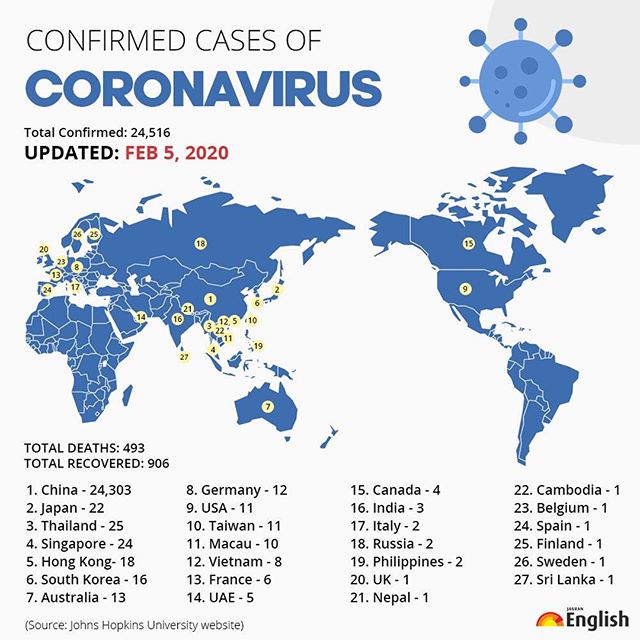 CONFIRMED CASES OF
CORONAVIRUS
Total Confirmed: 24,516
UPDATED: FEB 5, 2020
26
25
20
23
18
15
13
8
24
17
14
1
2
9
6
21
16
12
5
10
3
22
11
4
19
27
7
TOTAL DEATHS: 493
TOTAL RECOVERED: 906
1. China - 24,303
2. Japan - 22
3. Thailand - 25
4. Singapore - 24
5. Hong Kong- 18
6. South Korea - 16
7. Australia - 13
8. Germany - 12
9. USA - 11
10. Taiwan - 11
11. Macau - 10
12. Vietnam - 8
13. France - 6
14. UAE - 5
15. Canada - 4
16. India - 3
17. Italy - 2
18. Russia - 2
19. Philippines - 2
20. UK - 1
21. Nepal - 1
22. Cambodia - 1
23. Belgium - 1
24. Spain - 1
25. Finland - 1
26. Sweden - 1
27. Sri Lanka - 1
(Source: Johns Hopkins University website)
JAGRAN
English